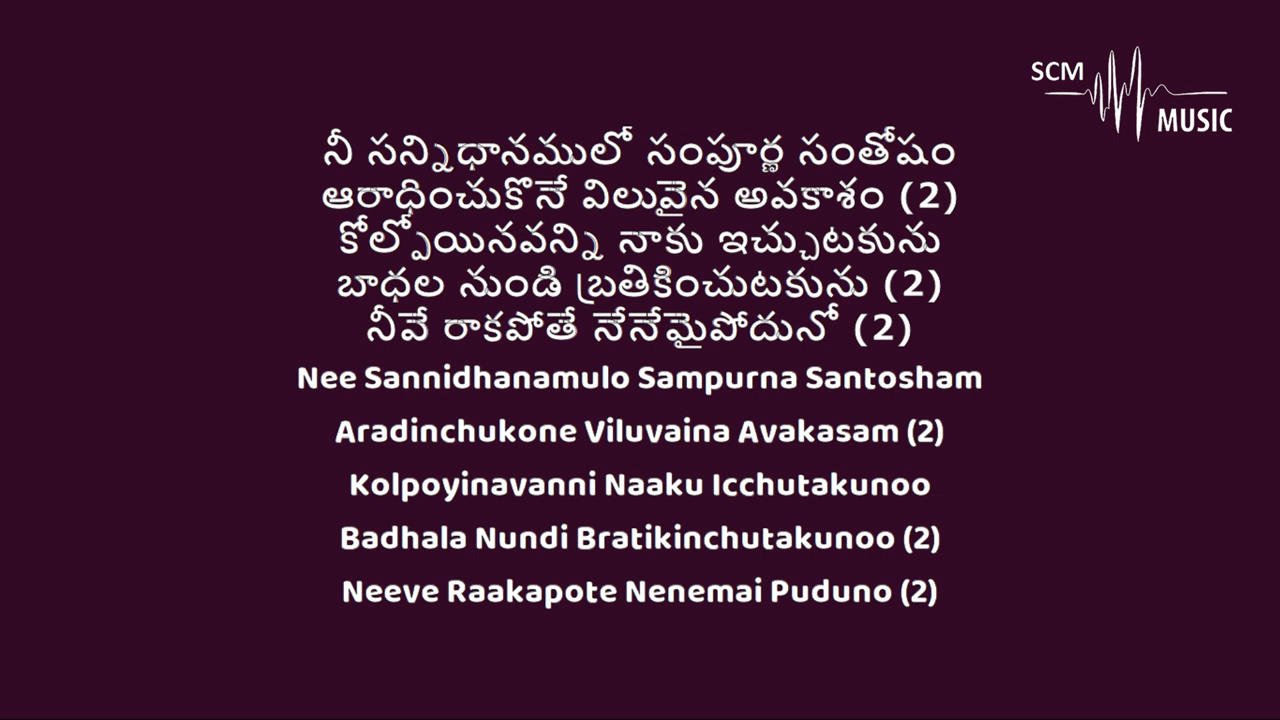 SCM
MUSIC
నీ సన్నిధానములో సంపూర్ణ సంతోషం
ఆరాధించుకొనే విలువైన అవకాశం (2)
కోల్పోయినవన్ని నాకు ఇచ్చుటకును
బాధల నుండి బ్రతికించుటకును (2)
నీవే రాకపోతే నేనేమైపోదునో (2)
Nee Sannidhanamulo Sampurna Santosham
Aradinchukone Viluvaina Avakasam (2)
Kolpoyinavanni Naaku Icchutakunoo
Badhala Nundi Bratikinchutakunoo (2)
Neeve Raakapote Nenemai Puduno (2)